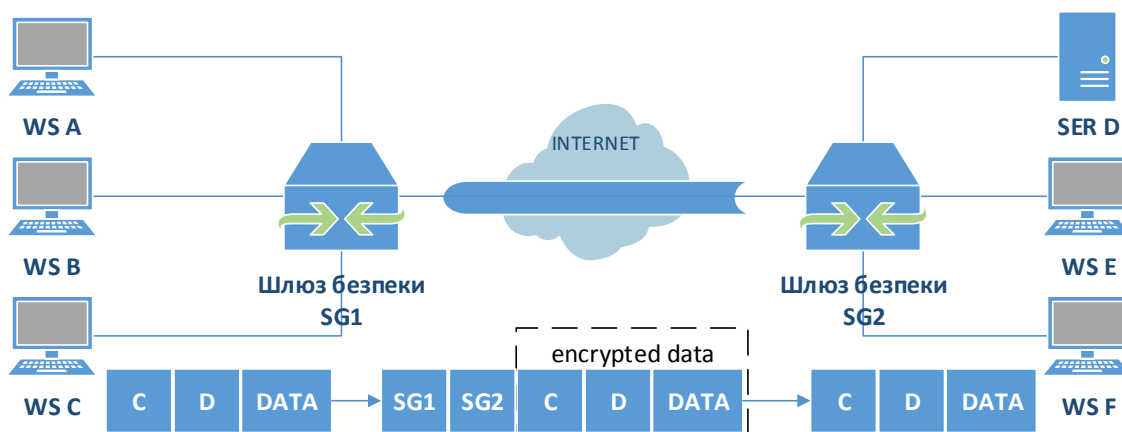 WS A
INTERNET
SER D
WS B
WS E
Шлюз безпеки
SG1
Шлюз безпеки
SG2
encrypted data
WS C
C D DATA SG1 SG2 C D DATA C D DATA
WS F